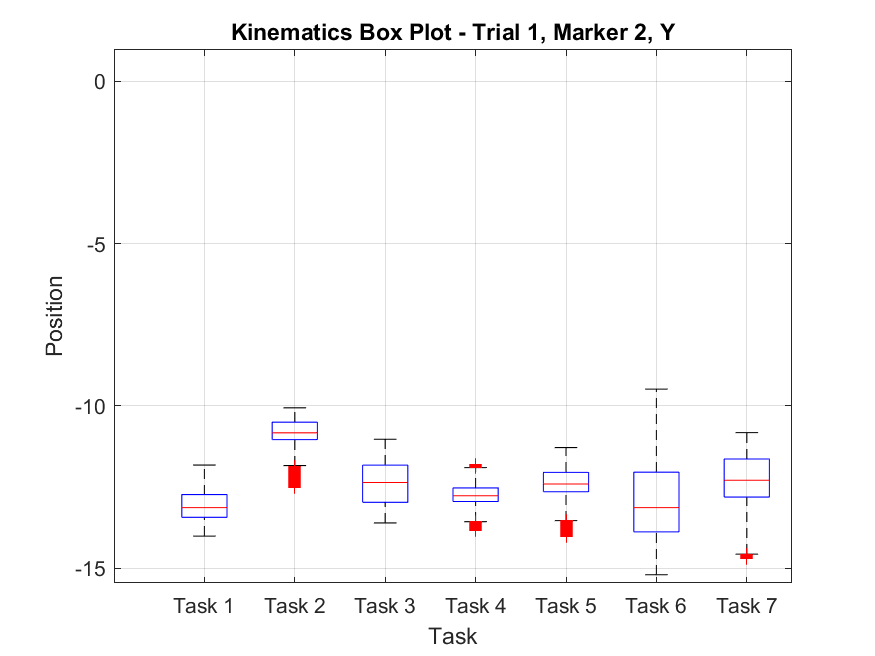 Kinematics Box Plot - Trial 1, Marker 2, Y
0
-5
-10
-15
Position
Task 1 Task 2 Task 3 Task 4 Task 5 Task 6 Task 7
Task